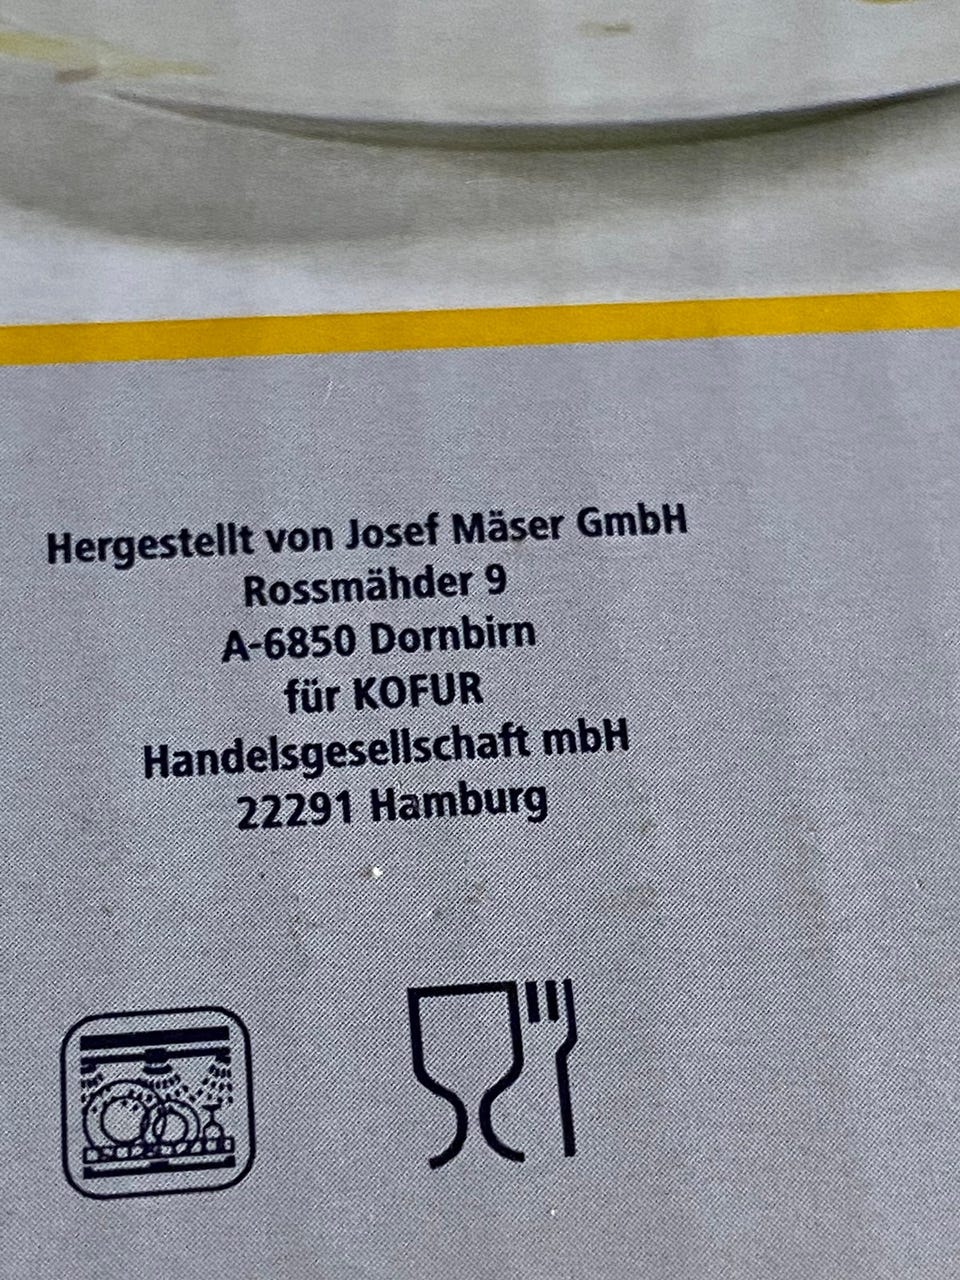 Hergestellt von Josef Mäser GmbH
Rossmähder 9
A-6850 Dornbirn
für KOFUR
Handelsgesellschaft mbH
22291 Hamburg